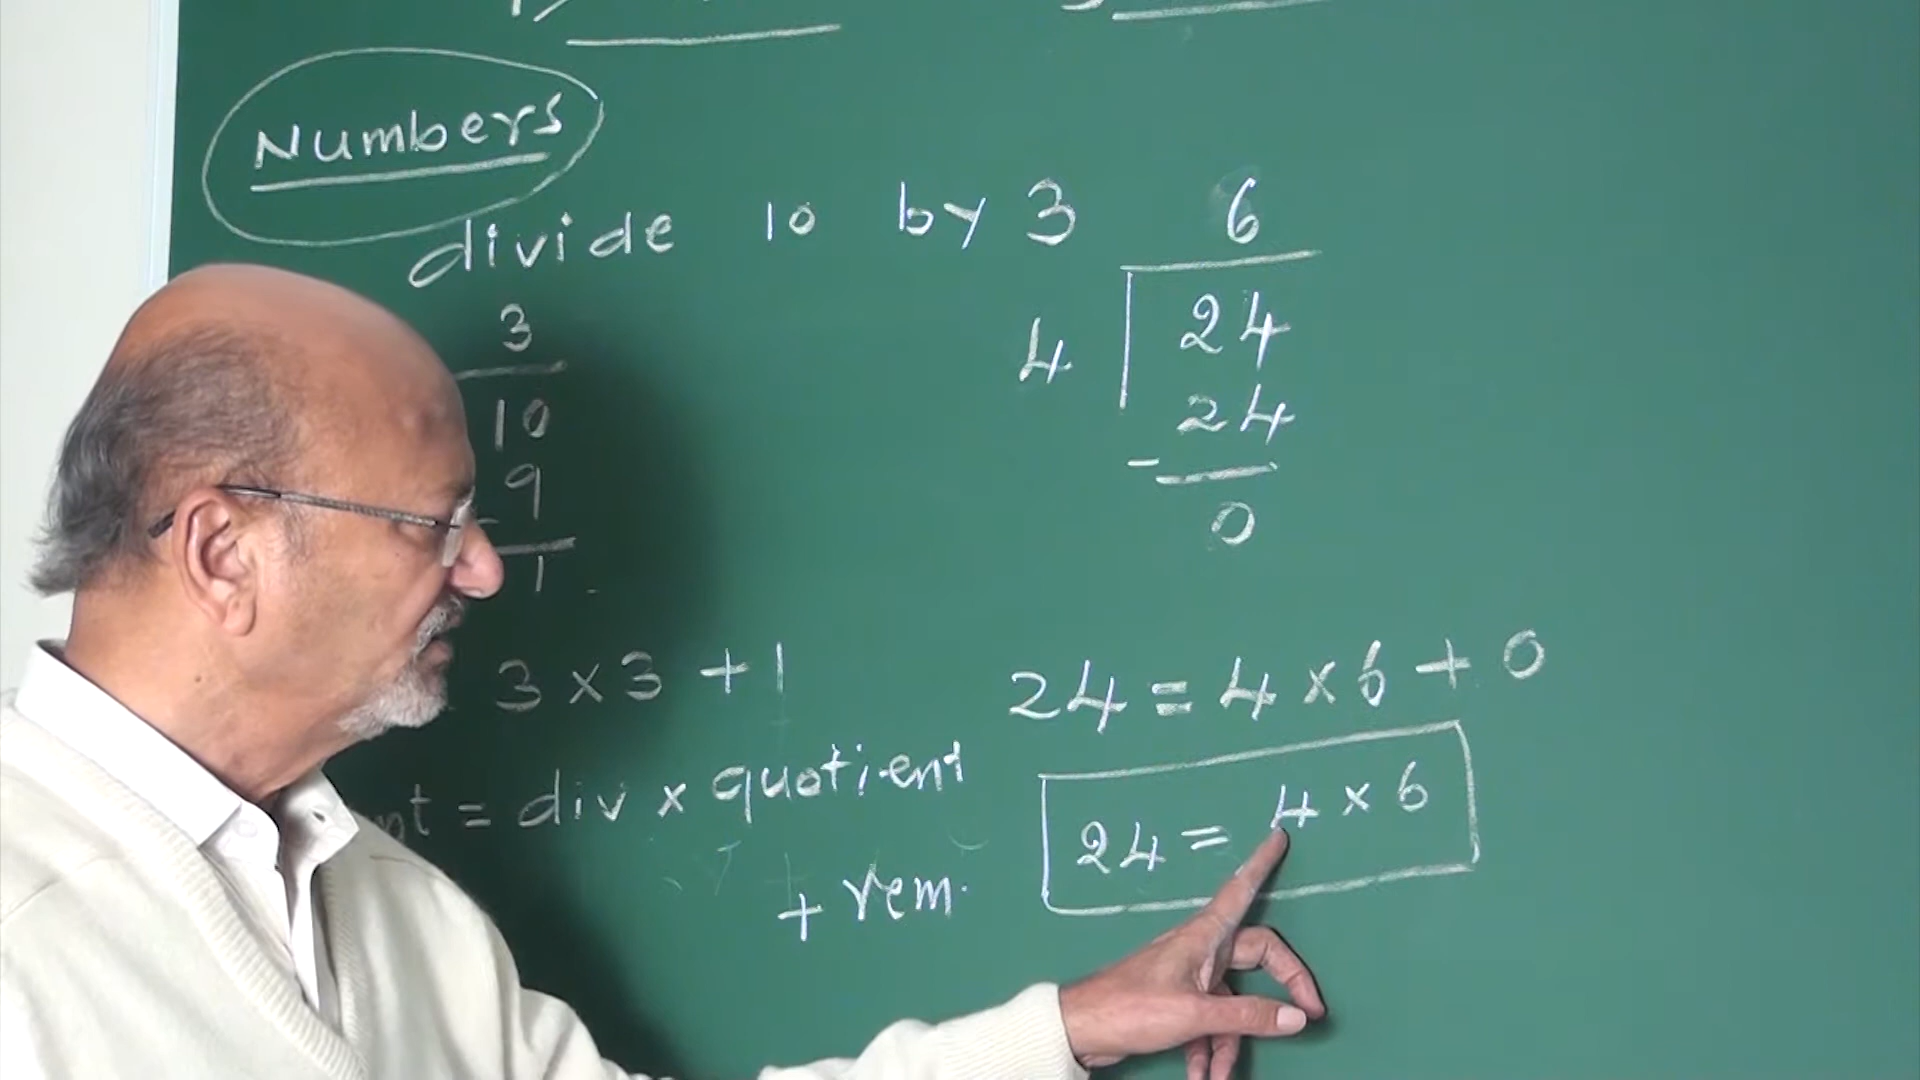 Numbers
divide 10 by 3
3
10
9
-
1
3 × 3 + 1
nt = div × quotient
+ rem.
6
4 24
24
-
0
24 = 4 × 6 + 0
24 = 4 × 6